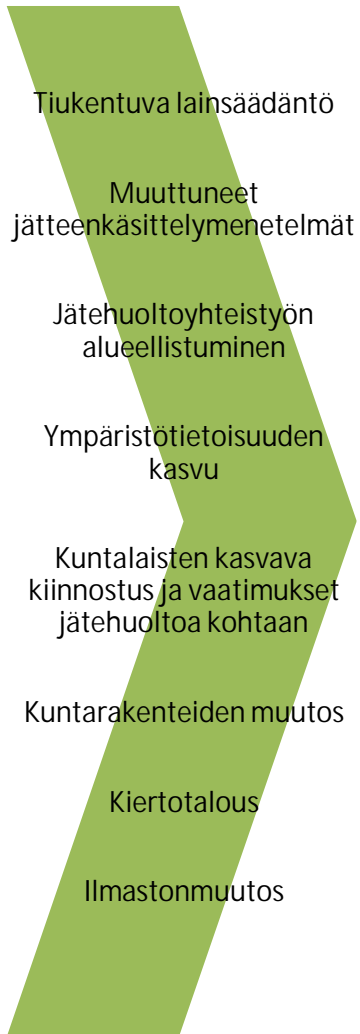 Tiukentuva lainsäädäntö
Muuttuneet
jätteenkäsittelymenetelmät
Jätehuoltoyhteistyön
alueellistuminen
Ympäristötietoisuuden
kasvu
Kuntalaisten kasvava
kiinnostus ja vaatimukset
jätehuoltoa kohtaan
Kuntarakenteiden muutos
Kiertotalous
Ilmastonmuutos